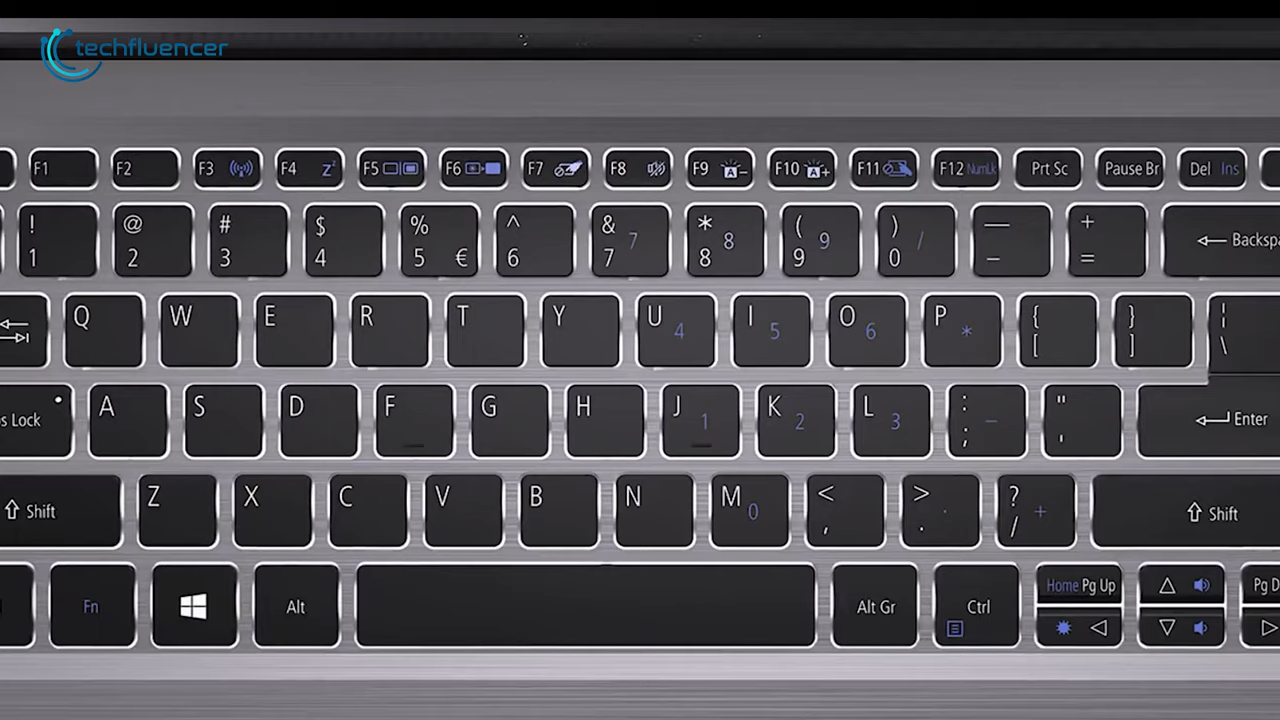 techfluencer
F1 F2 F3 F4 Zz F5 F6 F7 F8 F9 A- F10 A+ F11 F12 NumLk Prt Sc Pause Br Del Ins
! @ # $ % ^ & 7 * 8 ( 9 ) / — +
1 2 3 4 5 € 6 7 8 9 0 - = Backspa
Q W E R T Y U 4 I 5 O 6 P * { [ } ] ¦ \
s Lock A S D F G H J 1 K 2 L 3 : ; - " ' Enter
Shift Z X C V B N M 0 < , > . . ? / + Shift
Fn Alt Alt Gr Ctrl Home Pg Up Pg D